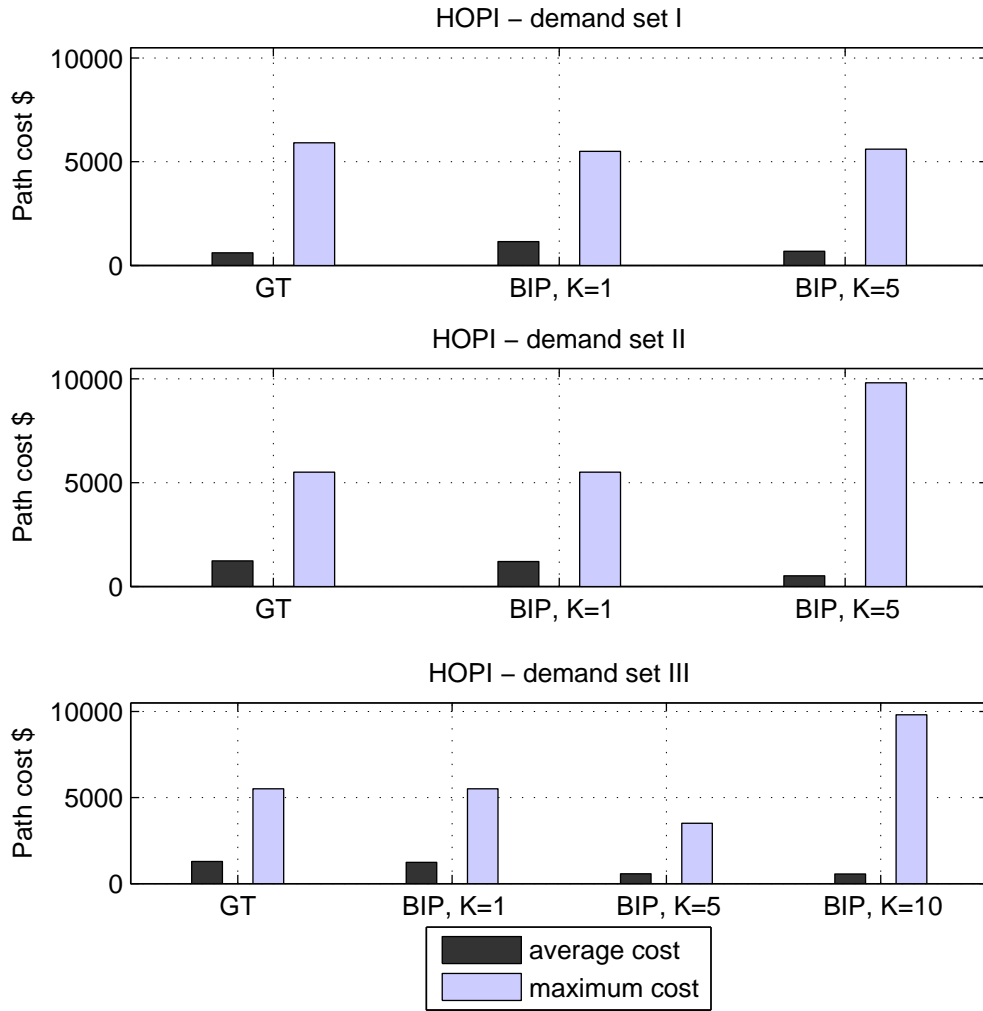 HOPI – demand set I
10000
5000
0
Path cost $
GT
BIP, K=1
BIP, K=5
HOPI – demand set II
10000
5000
0
Path cost $
GT
BIP, K=1
BIP, K=5
HOPI – demand set III
10000
5000
0
Path cost $
GT
BIP, K=1
BIP, K=5
BIP, K=10
average cost
maximum cost